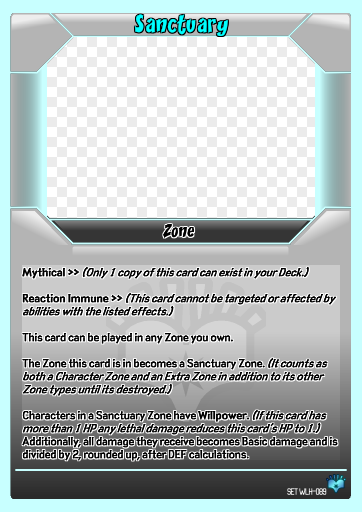 Sanctuary
Zone
Mythical >> (Only 1 copy of this card can exist in your Deck.)
Reaction Immune >> (This card cannot be targeted or affected by
abilities with the listed effects.)
This card can be played in any Zone you own.
The Zone this card is in becomes a Sanctuary Zone. (It counts as
both a Character Zone and an Extra Zone in addition to its other
Zone types until its destroyed.)
Characters in a Sanctuary Zone have Willpower. (If this card has
more than 1 HP any lethal damage reduces this card's HP to 1.)
Additionally, all damage they receive becomes Basic damage and is
divided by 2, rounded up, after DEF calculations.
SET WLH-069